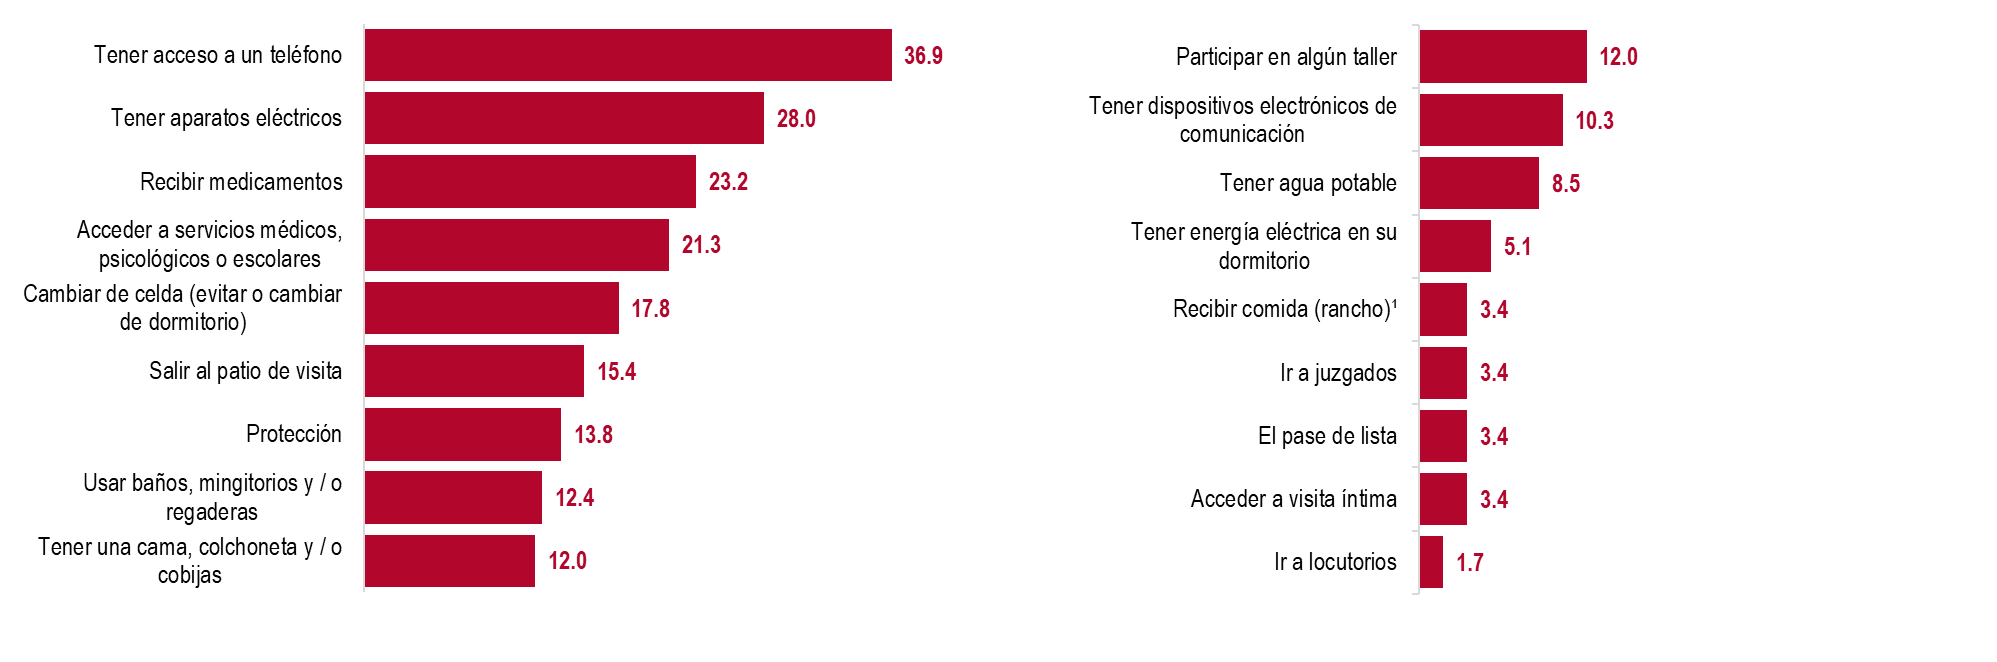 Tener acceso a un teléfono
36.9
Tener aparatos eléctricos
28.0
Recibir medicamentos
23.2
Acceder a servicios médicos,
psicológicos o escolares
21.3
Cambiar de celda (evitar o cambiar
de dormitorio)
17.8
Salir al patio de visita
15.4
Protección
13.8
Usar baños, mingitorios y / o
regaderas
12.4
Tener una cama, colchoneta y / o
cobijas
12.0
Participar en algún taller
12.0
Tener dispositivos electrónicos de
comunicación
10.3
Tener agua potable
8.5
Tener energía eléctrica en su
dormitorio
5.1
Recibir comida (rancho)¹
3.4
Ir a juzgados
3.4
El pase de lista
3.4
Acceder a visita íntima
3.4
Ir a locutorios
1.7